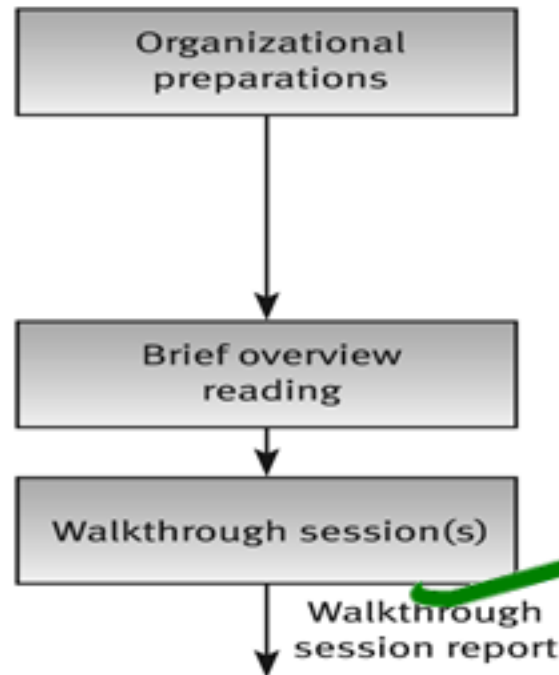 Organizational
preparations
Brief overview
reading
Walkthrough session(s)
Walkthrough
session report